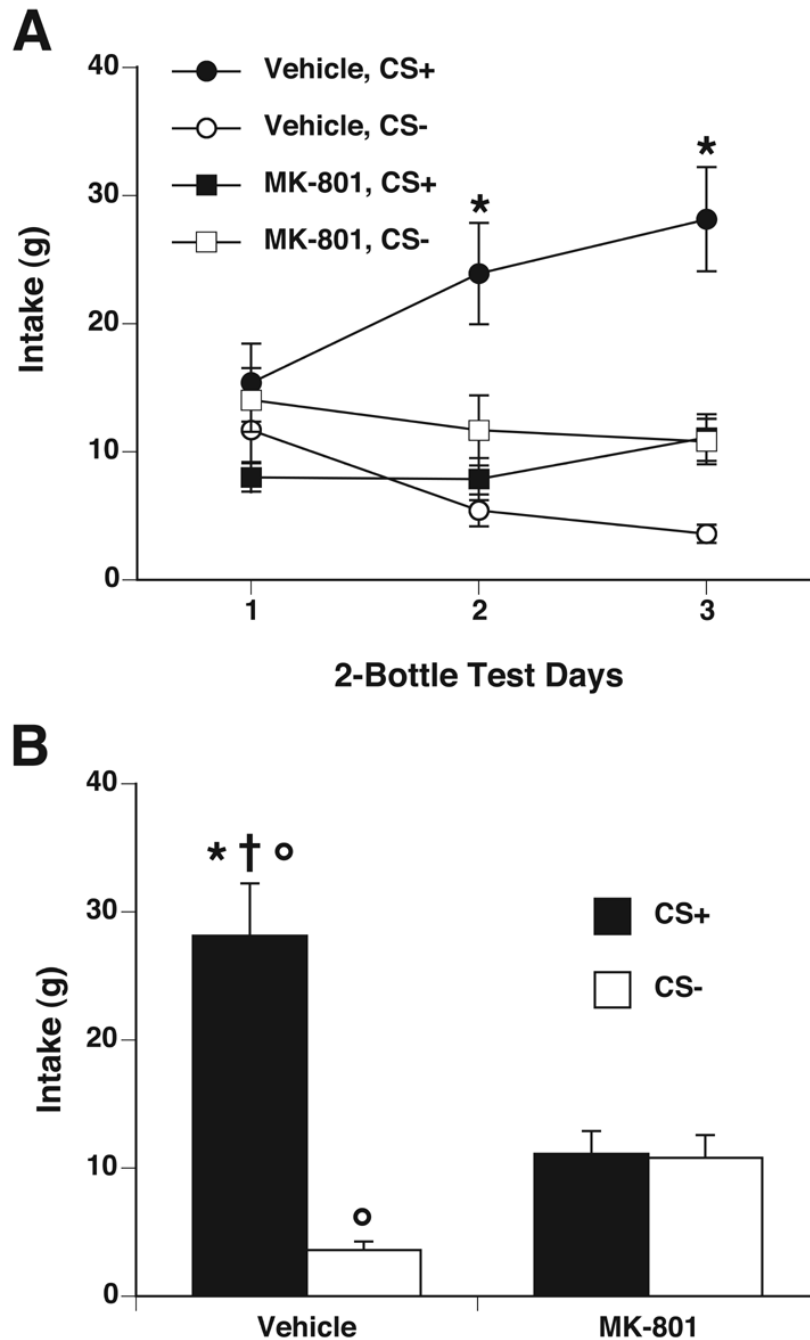 A
40
30
20
10
0
Intake (g)
Vehicle, CS+
Vehicle, CS-
MK-801, CS+
MK-801, CS-
*
*
1 2 3
2-Bottle Test Days
B
40
30
20
10
0
Intake (g)
* † °
°
CS+
CS-
Vehicle MK-801